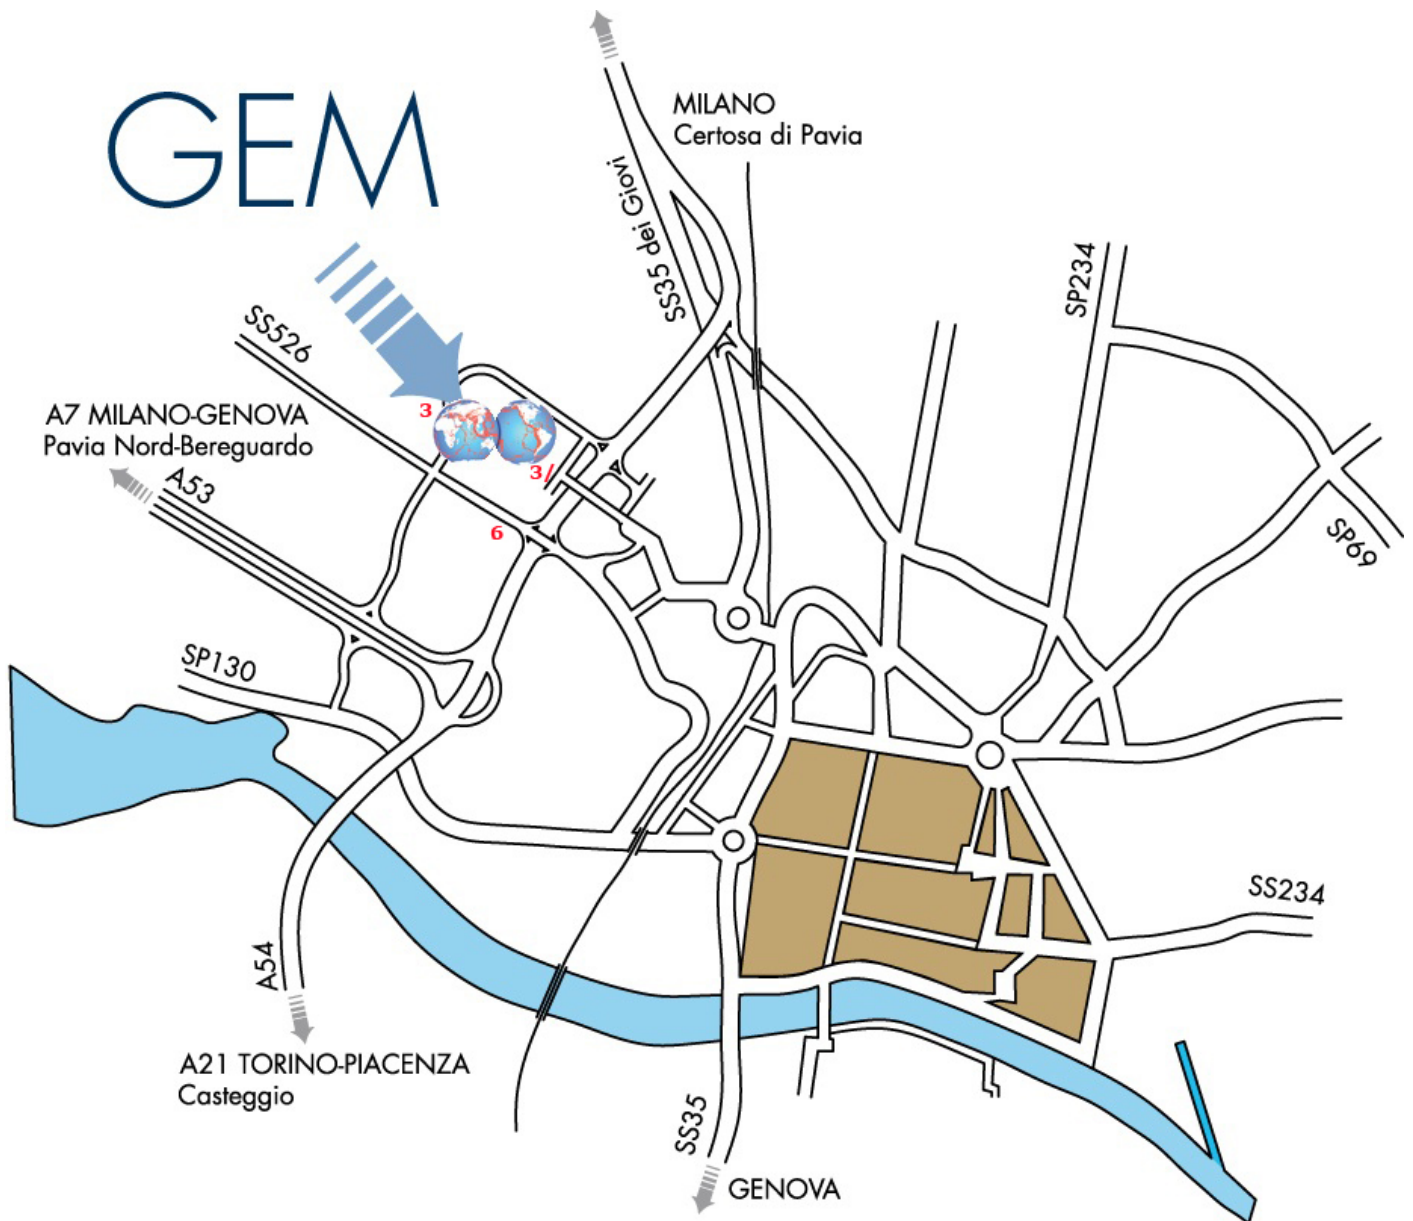 GEM
MILANO
Certosa di Pavia
SS35 dei Giovi
SP234
SS526
A7 MILANO-GENOVA
Pavia Nord-Bereguardo
A53
3
3/
6
SP69
SP130
SS234
A54
A21 TORINO-PIACENZA
Casteggio
SS35
GENOVA